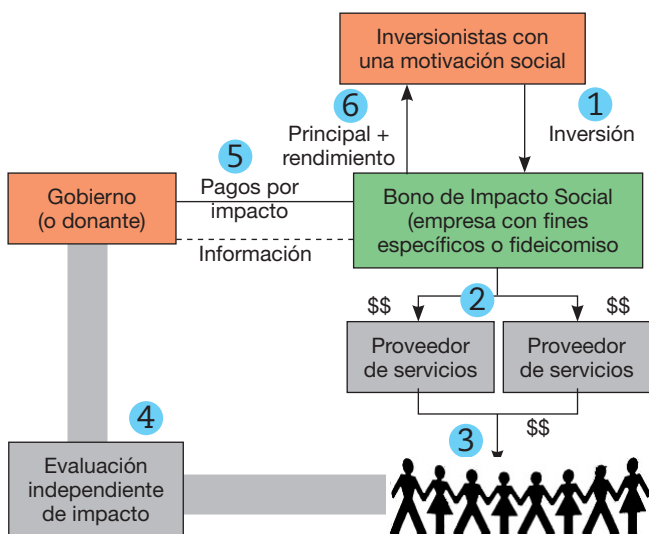 Inversionistas con
una motivación social
6
1
Principal +
rendimiento
Inversión
5
Pagos por
impacto
Gobierno
(o donante)
Bono de Impacto Social
(empresa con fines
específicos o fideicomiso
Información
$$
2
$$
Proveedor
de servicios
Proveedor
de servicios
3
$$
4
Evaluación
independiente
de impacto